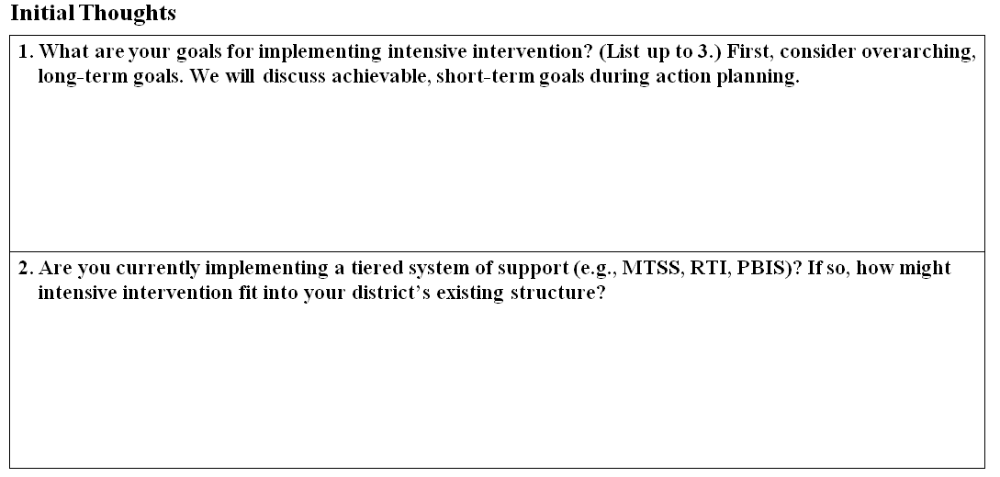 Initial Thoughts
1. What are your goals for implementing intensive intervention? (List up to 3.) First, consider overarching,
long-term goals. We will discuss achievable, short-term goals during action planning.
2. Are you currently implementing a tiered system of support (e.g., MTSS, RTI, PBIS)? If so, how might
intensive intervention fit into your district’s existing structure?